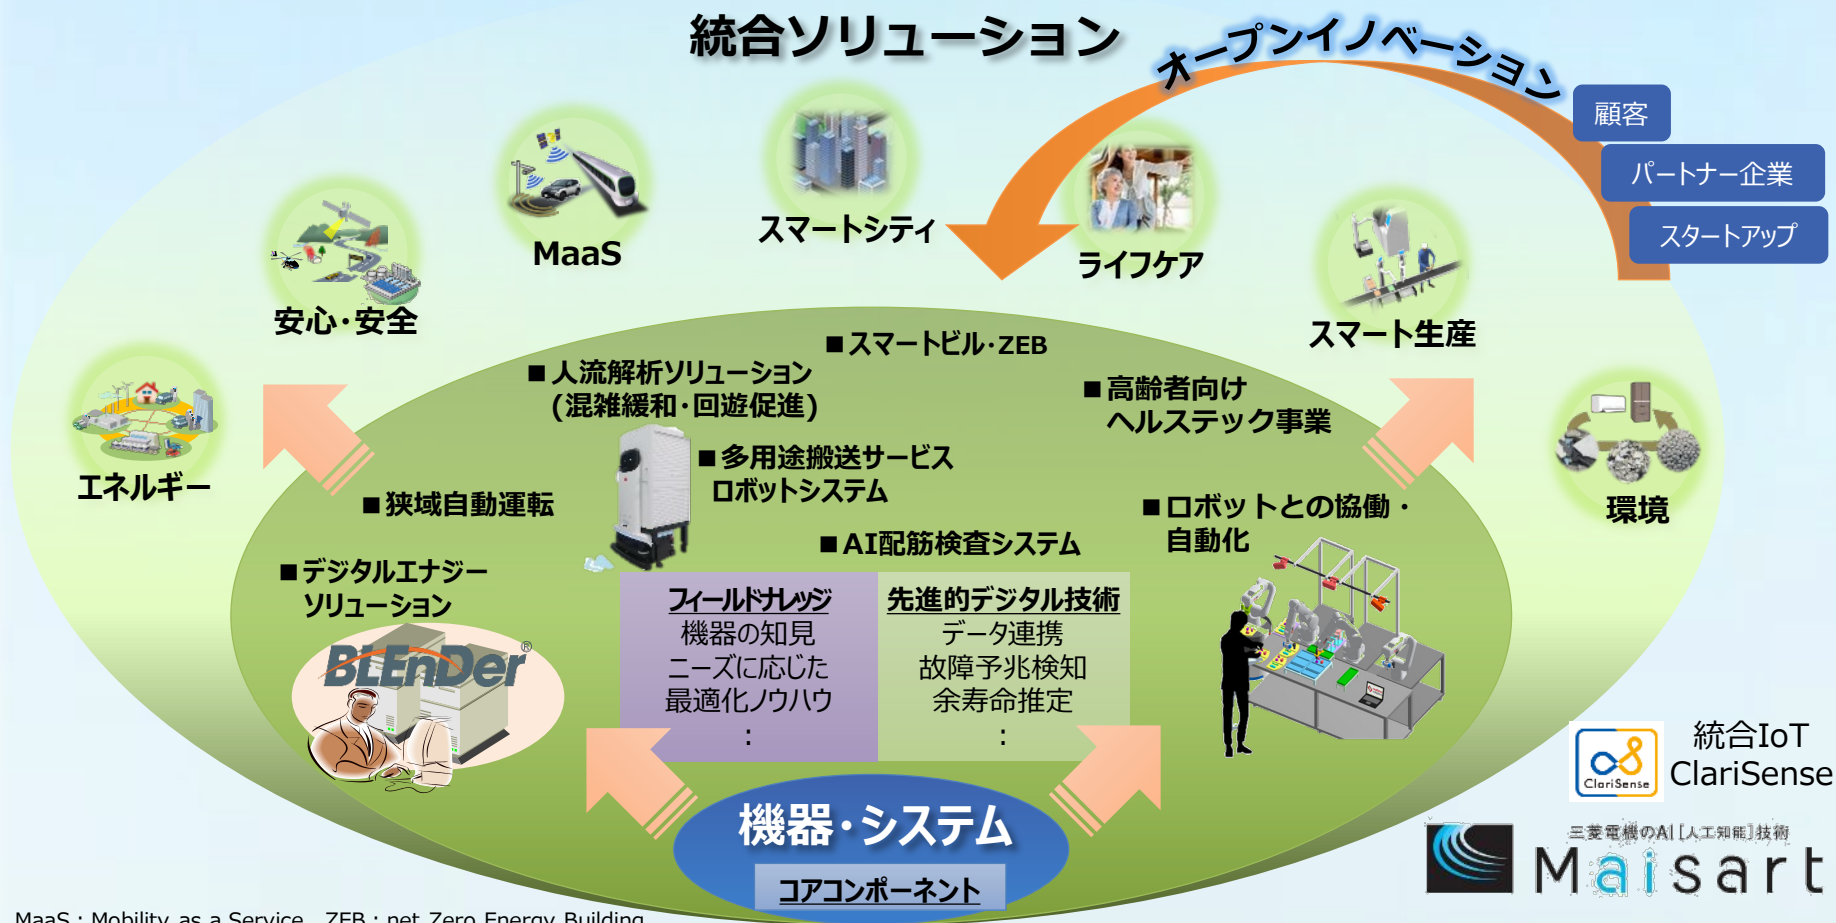 統合ソリューション
オープンイノベーション
顧客
パートナー企業
スタートアップ
スマートシティ
MaaS
ライフケア
安心・安全
スマート生産
エネルギー
環境
■スマートビル・ZEB
■人流解析ソリューション
(混雑緩和・回遊促進)
■高齢者向け
ヘルステック事業
■多用途搬送サービス
ロボットシステム
■狭域自動運転
■ロボットとの協働・
自動化
■AI配筋検査システム
■デジタルエナジー
ソリューション
BLEnDer®
フィールドナレッジ
機器の知見
ニーズに応じた
最適化ノウハウ
:
先進的デジタル技術
データ連携
故障予兆検知
余寿命推定
:
機器・システム
コアコンポーネント
ClariSense
統合IoT
ClariSense
三菱電機のAI[人工知能]技術
Maisart
MaaS：Mobility as a Service　ZEB：net Zero Energy Building